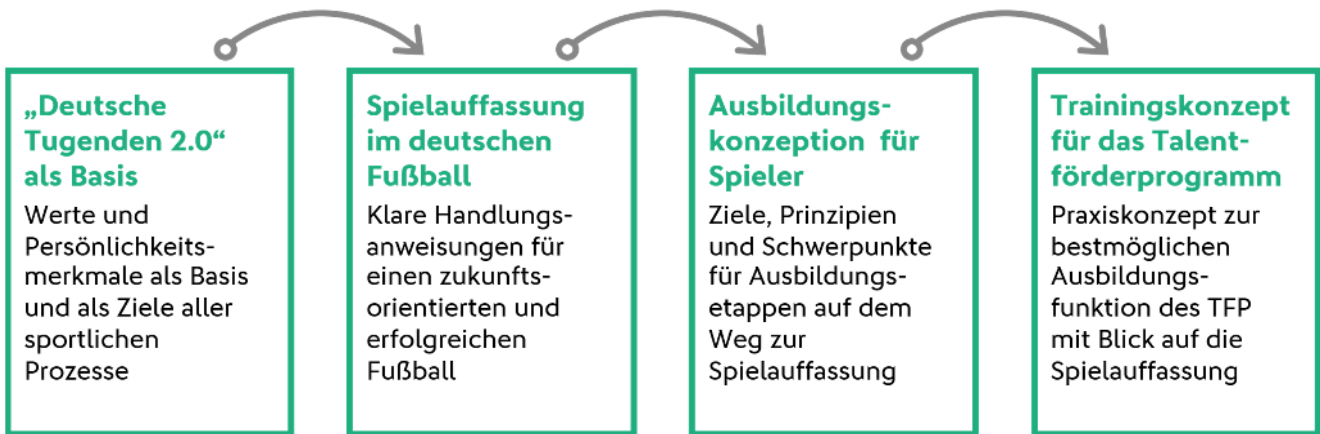 „Deutsche
Tugenden 2.0“
als Basis
Werte und
Persönlichkeits-
merkmale als Basis
und als Ziele aller
sportlichen
Prozesse
Spielauffassung
im deutschen
Fußball
Klare Handlungs-
anweisungen für
einen zukunfts-
orientierten und
erfolgreichen
Fußball
Ausbildungs-
konzeption für
Spieler
Ziele, Prinzipien
und Schwerpunkte
für Ausbildungs-
etappen auf dem
Weg zur
Spielauffassung
Trainingskonzept
für das Talent-
förderprogramm
Praxiskonzept zur
bestmöglichen
Ausbildungs-
funktion des TFP
mit Blick auf die
Spielauffassung